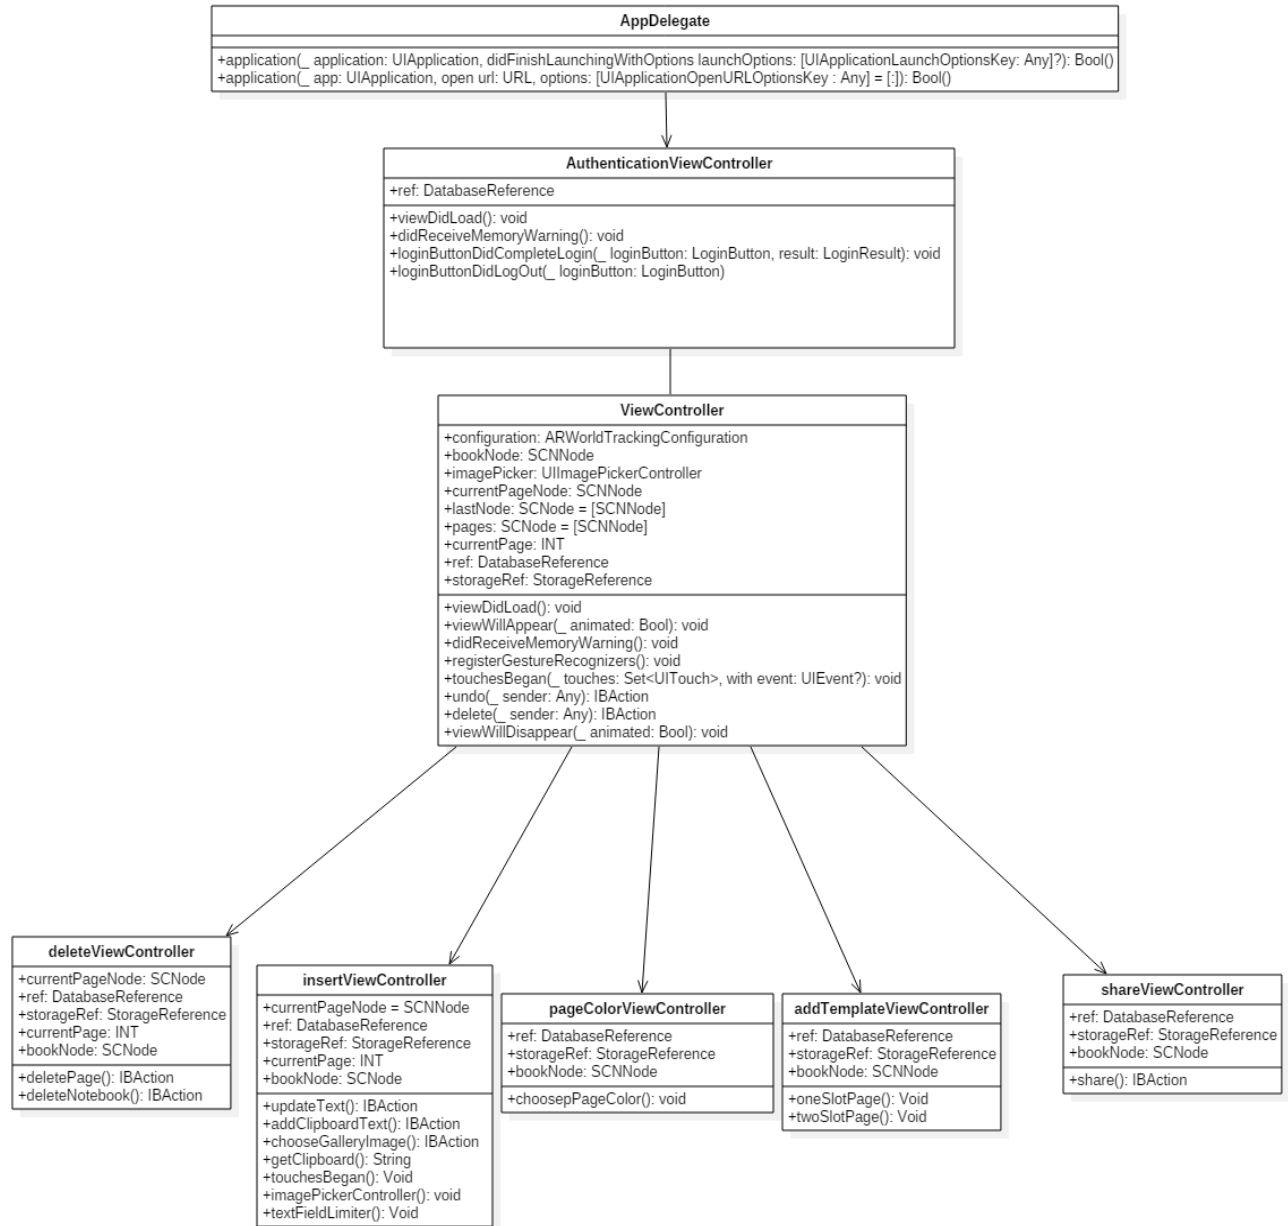 AppDelegate
+application(_ application: UIApplication, didFinishLaunchingWithOptions launchOptions: [UIApplicationLaunchOptionsKey: Any]?): Bool()
+application(_ app: UIApplication, open url: URL, options: [UIApplicationOpenURLOptionsKey : Any] = [:]): Bool()
AuthenticationViewController
+ref: DatabaseReference
+viewDidLoad(): void
+didReceiveMemoryWarning(): void
+loginButtonDidCompleteLogin(_ loginButton: LoginButton, result: LoginResult): void
+loginButtonDidLogOut(_ loginButton: LoginButton)
ViewController
+configuration: ARWorldTrackingConfiguration
+bookNode: SCNNode
+imagePicker: UIImagePickerController
+currentPageNode: SCNNode
+lastNode: SCNode = [SCNNode]
+pages: SCNode = [SCNNode]
+currentPage: INT
+ref: DatabaseReference
+storageRef: StorageReference
+viewDidLoad(): void
+viewWillAppear(_ animated: Bool): void
+didReceiveMemoryWarning(): void
+registerGestureRecognizers(): void
+touchesBegan(_ touches: Set<UITouch>, with event: UIEvent?): void
+undo(_ sender: Any): IBAction
+delete(_ sender: Any): IBAction
+viewWillDisappear(_ animated: Bool): void
deleteViewController
+currentPageNode: SCNode
+ref: DatabaseReference
+storageRef: StorageReference
+currentPage: INT
+bookNode: SCNode
+deletePage(): IBAction
+deleteNotebook(): IBAction
insertViewController
+currentPageNode = SCNNode
+ref: DatabaseReference
+storageRef: StorageReference
+currentPage: INT
+bookNode: SCNode
+updateText(): IBAction
+addClipboardText(): IBAction
+chooseGalleryImage(): IBAction
+getClipboard(): String
+touchesBegan(): Void
+imagePickerController(): void
+textFieldLimiter(): Void
pageColorViewController
+ref: DatabaseReference
+storageRef: StorageReference
+bookNode: SCNNode
+choosepPageColor(): void
addTemplateViewController
+ref: DatabaseReference
+storageRef: StorageReference
+bookNode: SCNNode
+oneSlotPage(): Void
+twoSlotPage(): Void
shareViewController
+ref: DatabaseReference
+storageRef: StorageReference
+bookNode: SCNode
+share(): IBAction